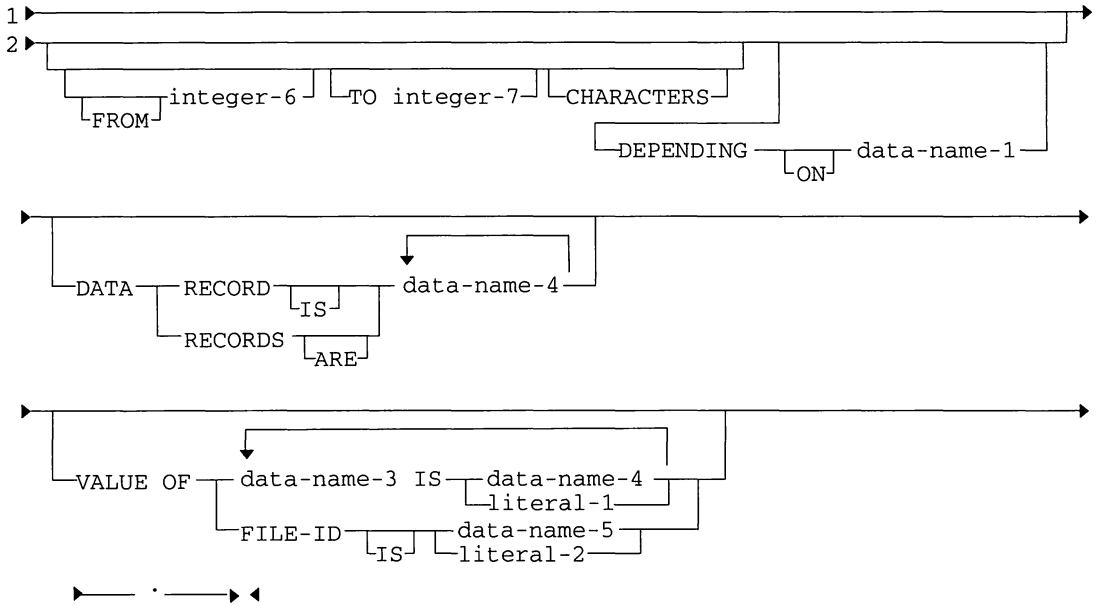 1
2
integer-6 TO integer-7 CHARACTERS
FROM
DEPENDING data-name-1
ON
DATA RECORD data-name-4
IS
RECORDS
ARE
VALUE OF data-name-3 IS data-name-4
literal-1
FILE-ID data-name-5
IS literal-2
.